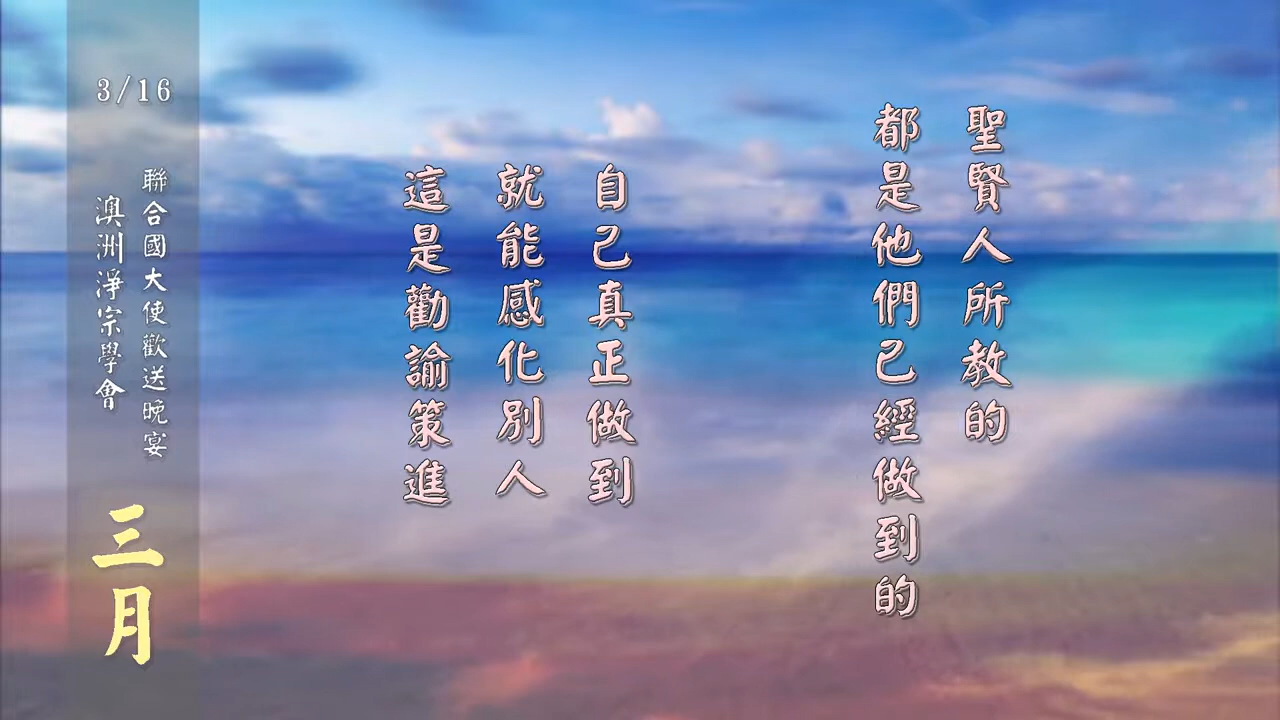 聖賢人所教的
都是他們已經做到的
自己真正做到
就能感化別人
這是勸諭策進
3/16
聯合國大使歡送晚宴
澳洲淨宗學會
三月